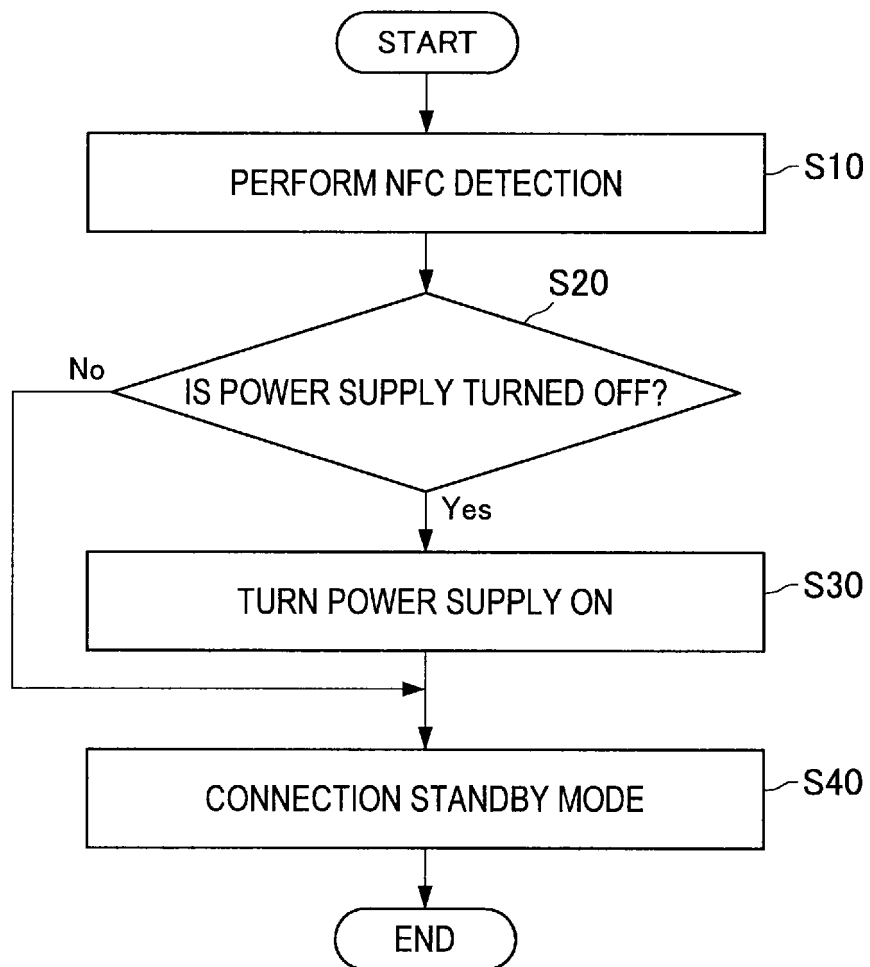 START
PERFORM NFC DETECTION
S10
S20
IS POWER SUPPLY TURNED OFF?
No
Yes
TURN POWER SUPPLY ON
S30
CONNECTION STANDBY MODE
S40
END